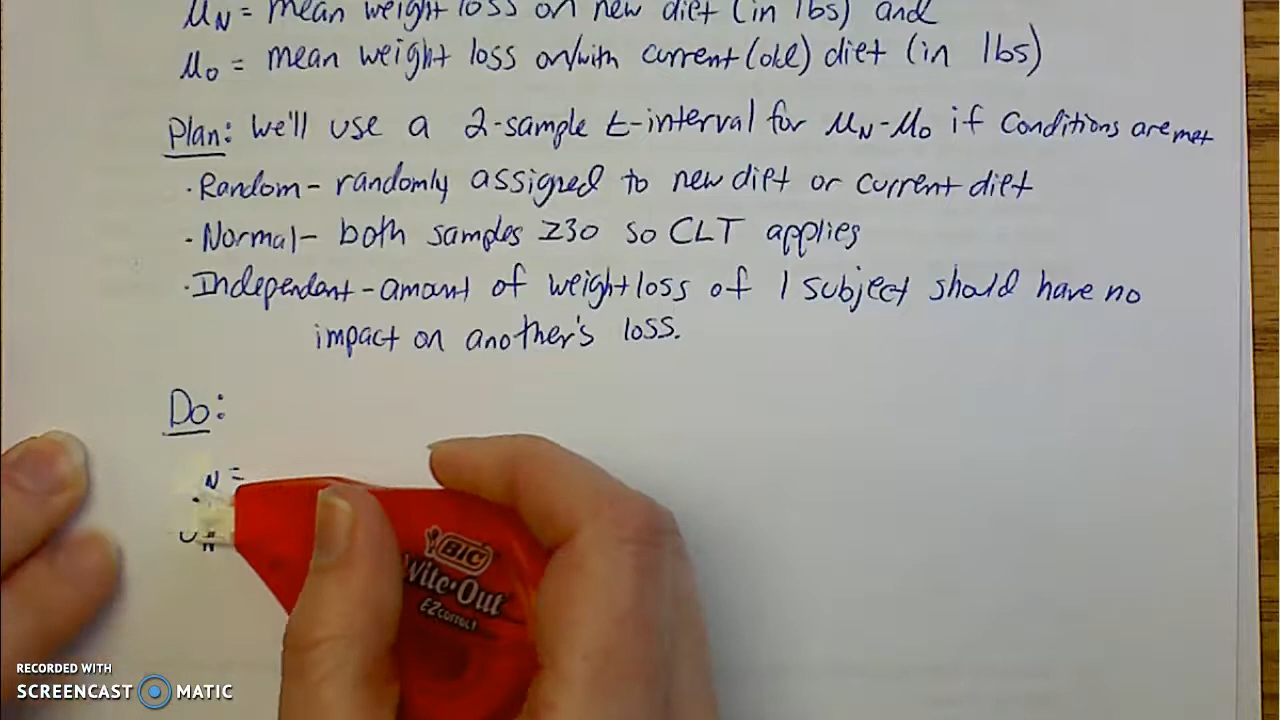 μN = mean weight loss on new diet (in lbs) and
μo = mean weight loss on/with current (old) diet (in lbs)
Plan: we'll use a 2-sample t-interval for μN-μo if conditions are met
· Random - randomly assigned to new diet or current diet
· Normal - both samples ≥30 so CLT applies
· Independant - amount of weight loss of 1 subject should have no
impact on another's loss.
Do:
N =
BIC
Wite·Out
EZ correct
RECORDED WITH
SCREENCAST MATIC